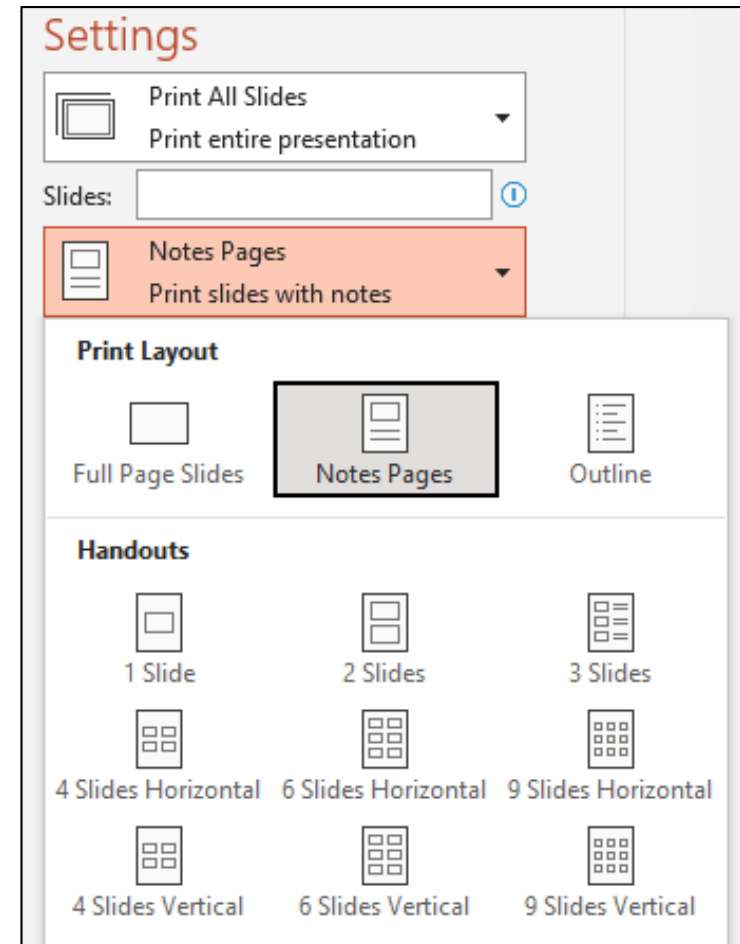 Settings
Print All Slides
Print entire presentation
Slides:
Notes Pages
Print slides with notes
Print Layout
Full Page Slides
Notes Pages
Outline
Handouts
1 Slide
2 Slides
3 Slides
4 Slides Horizontal
6 Slides Horizontal
9 Slides Horizontal
4 Slides Vertical
6 Slides Vertical
9 Slides Vertical